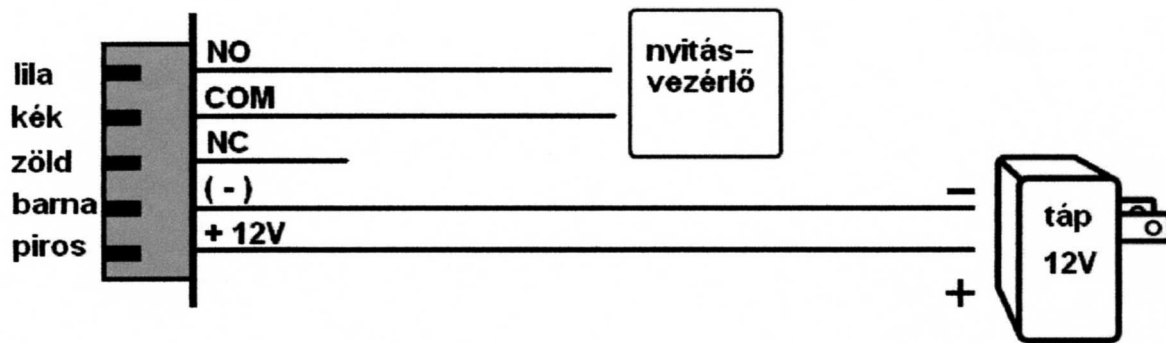 lila
kék
zöld
barna
piros
NO
COM
NC
( - )
+ 12V
nyitás–
vezérlő
–
+
táp
12V